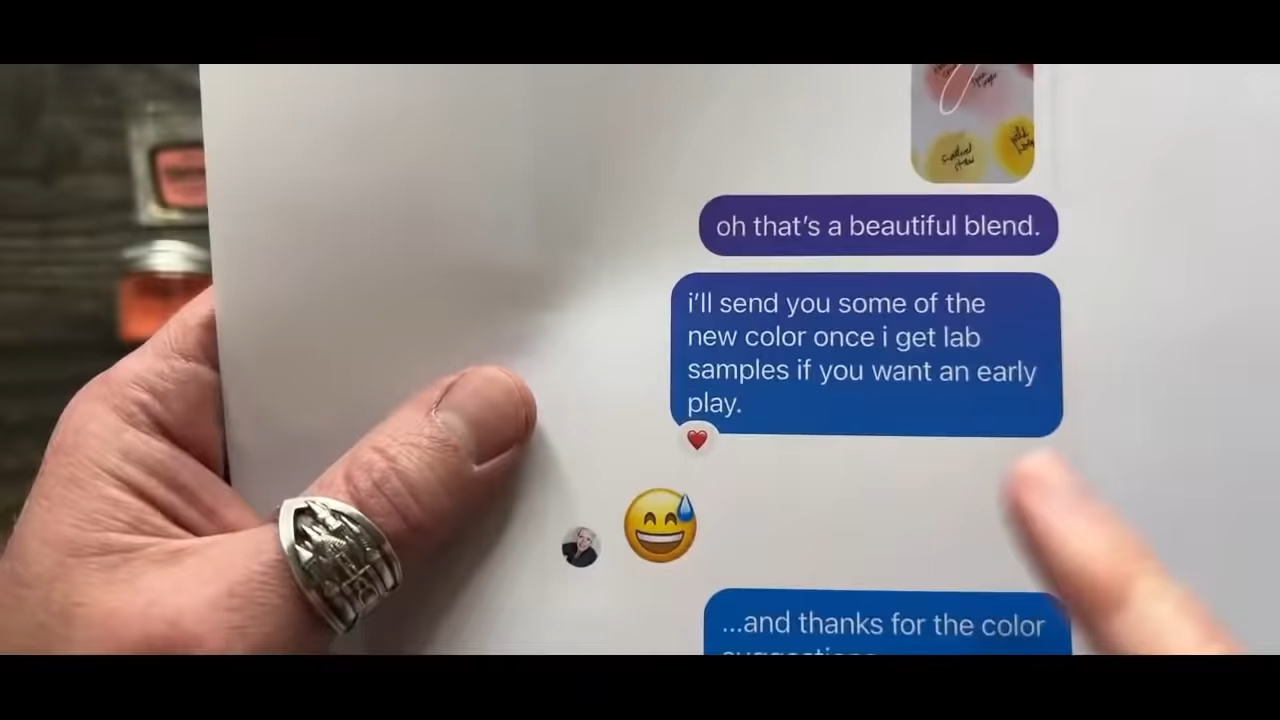 oh that's a beautiful blend.
i'll send you some of the
new color once i get lab
samples if you want an early
play.
...and thanks for the color
suggestions